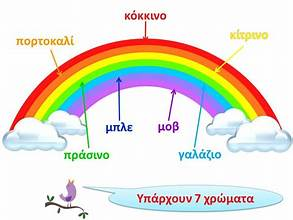 κόκκινο
πορτοκαλί
κίτρινο
μπλε
μοβ
πράσινο
γαλάζιο
Υπάρχουν 7 χρώματα